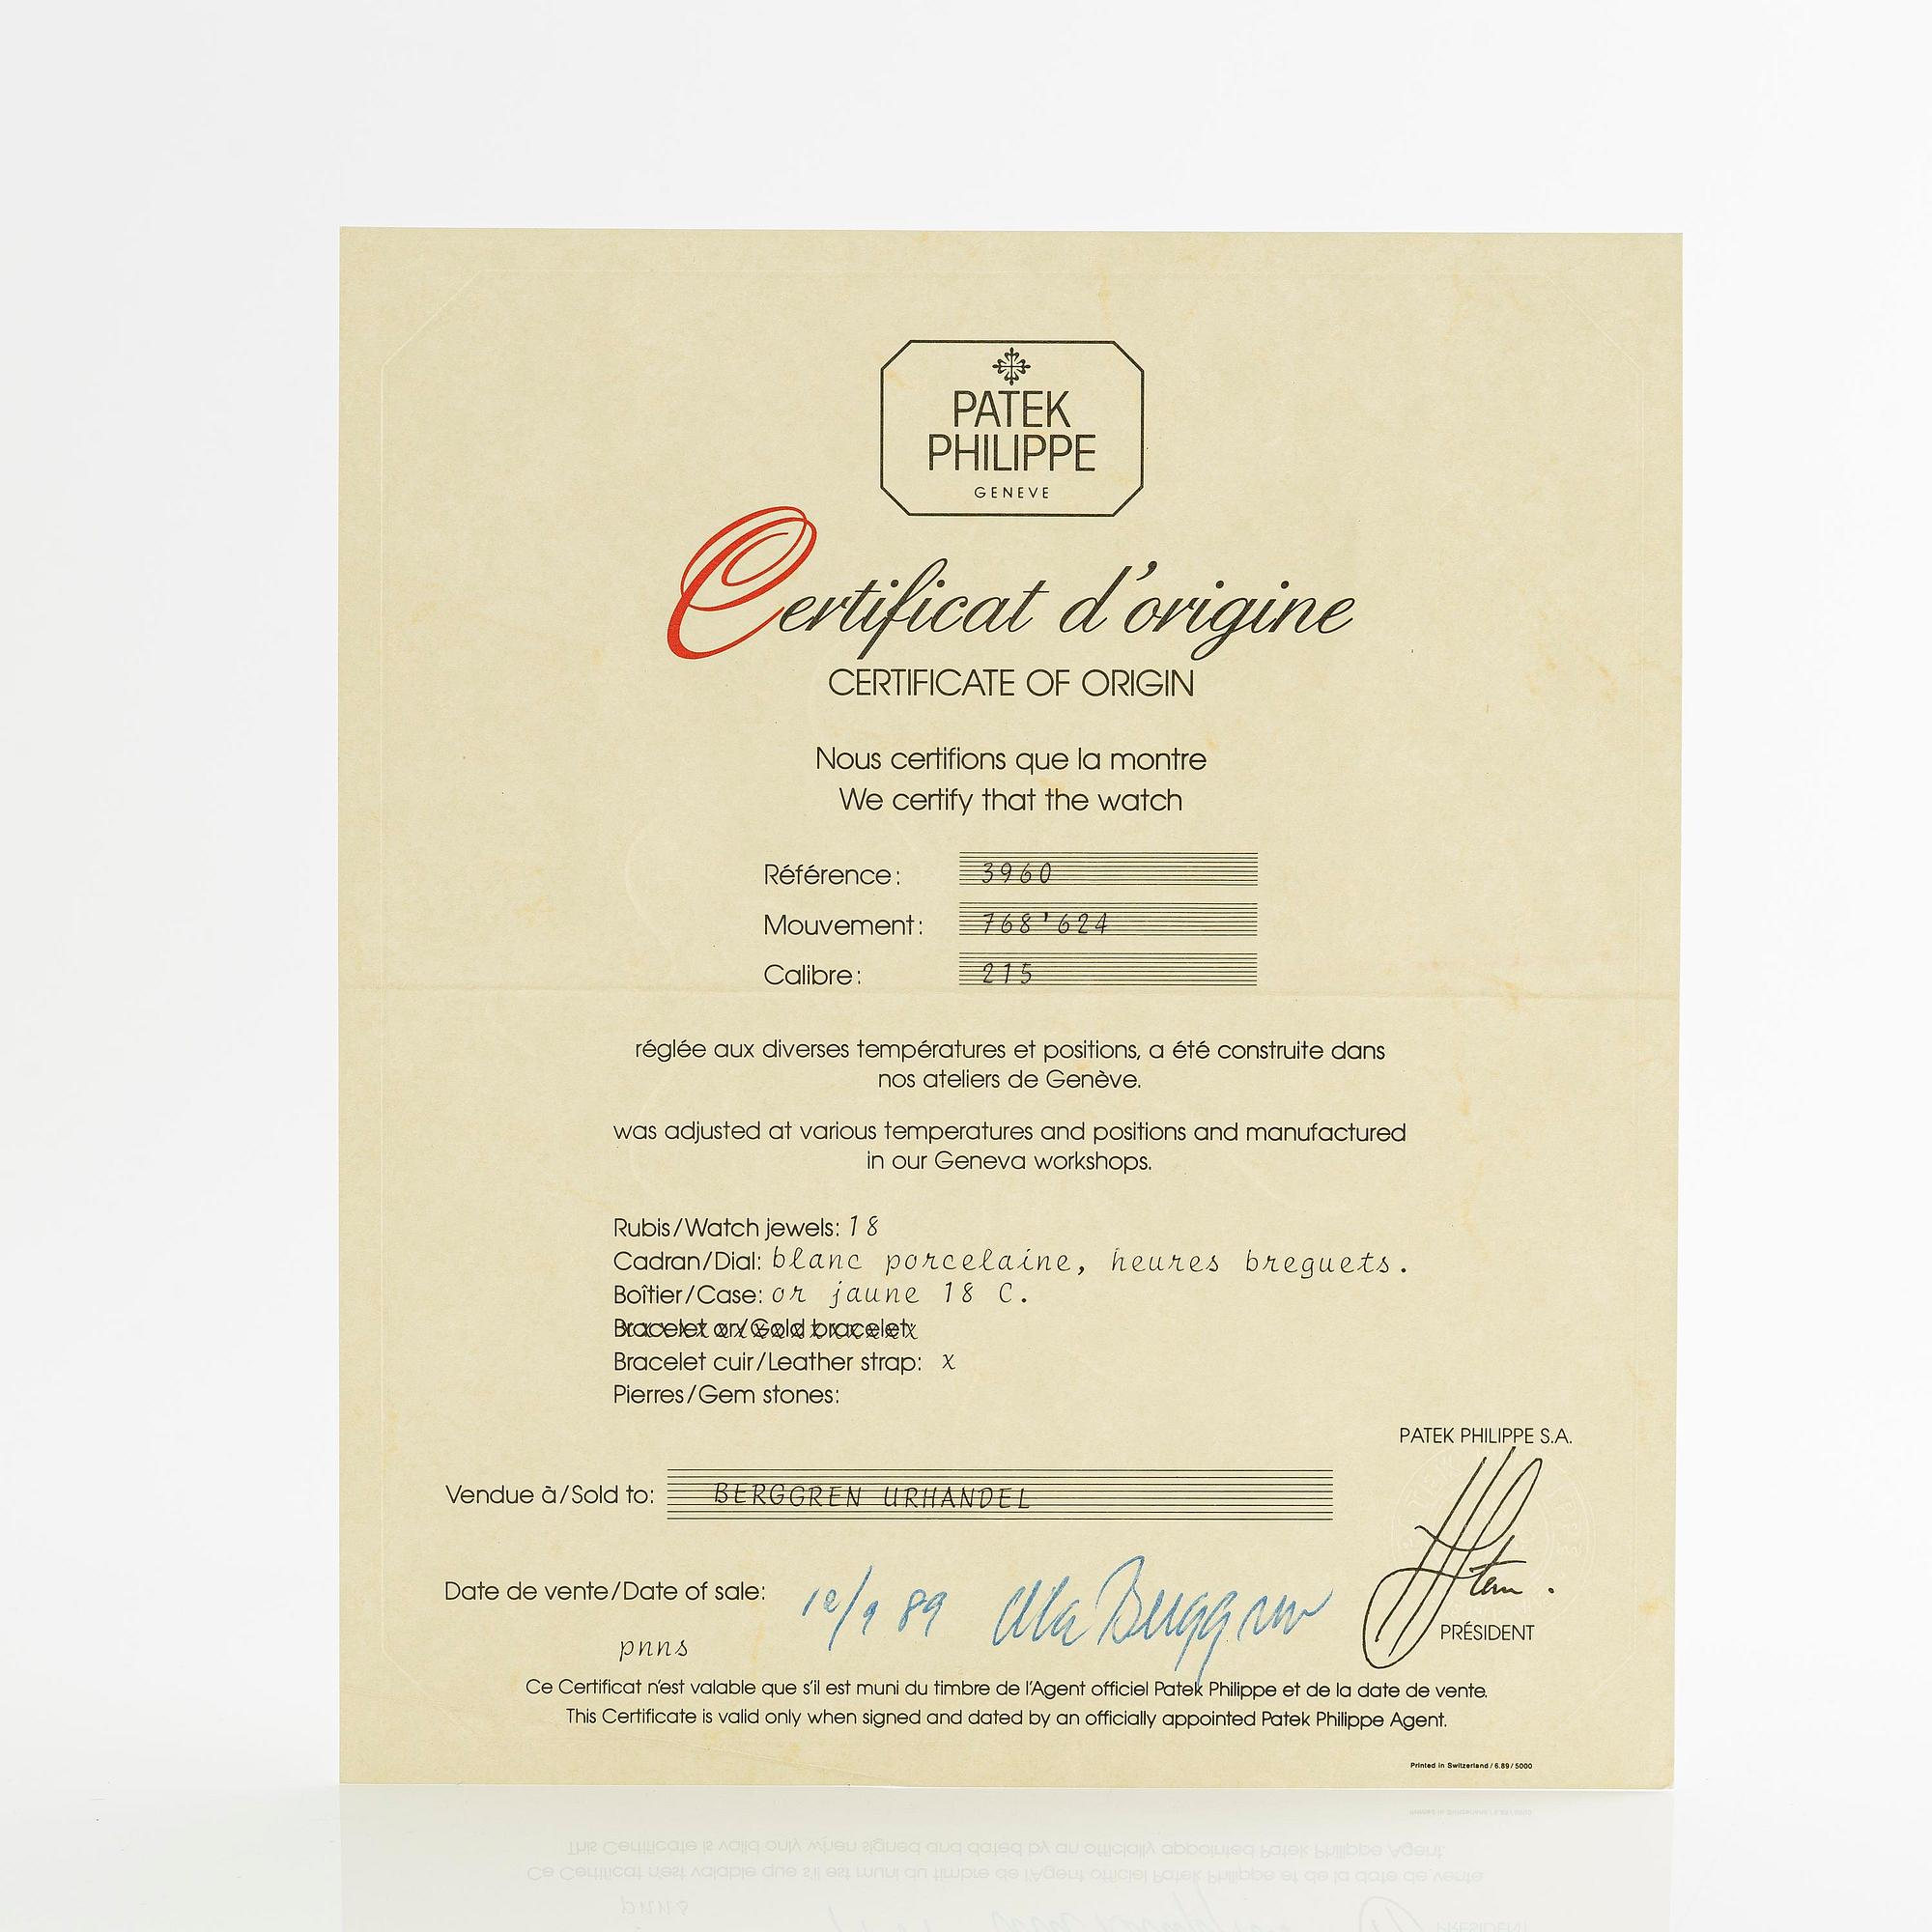 PATEK
PHILIPPE
GENEVE
Certificat d'origine
CERTIFICATE OF ORIGIN
Nous certifions que la montre
We certify that the watch
Référence: 3960
Mouvement: 768'624
Calibre: 215
réglée aux diverses températures et positions, a été construite dans
nos ateliers de Genève.
was adjusted at various temperatures and positions and manufactured
in our Geneva workshops.
Rubis/Watch jewels: 18
Cadran/Dial: blanc porcelaine, heures breguets.
Boîtier/Case: or jaune 18 C.
Bracelet or/Gold bracelet:
Bracelet cuir/Leather strap: x
Pierres/Gem stones:
PATEK PHILIPPE S.A.
Vendue à/Sold to: BERGGREN URHANDEL
Date de vente/Date of sale: 89 Berggren
PRÉSIDENT
pnns
Ce Certificat n'est valable que s'il est muni du timbre de l'Agent officiel Patek Philippe et de la date de vente.
This Certificate is valid only when signed and dated by an officially appointed Patek Philippe Agent.
Printed in Switzerland / 6.89 / 5000